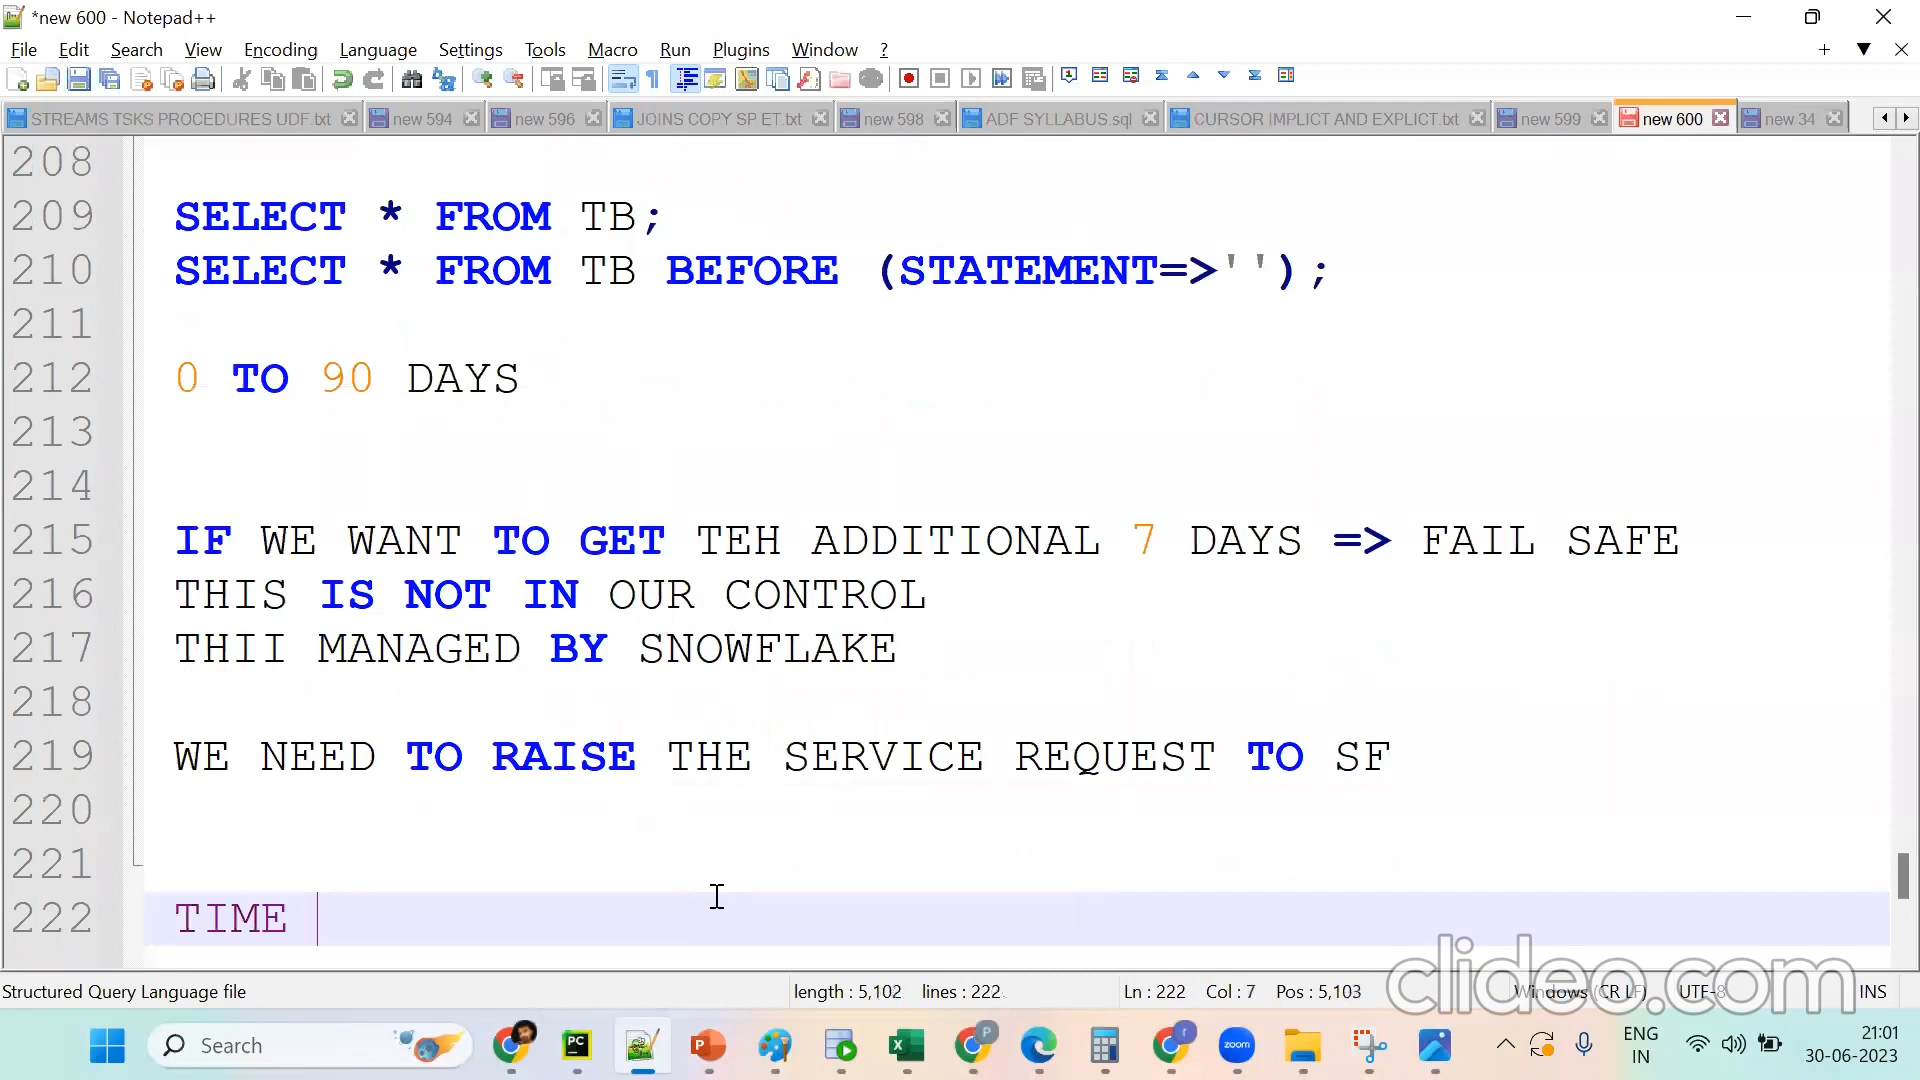 *new 600 - Notepad++
File Edit Search View Encoding Language Settings Tools Macro Run Plugins Window ?
STREAMS TSKS PROCEDURES UDF.txt new 594 new 596 JOINS COPY SP ET.txt new 598 ADF SYLLABUS.sql CURSOR IMPLICT AND EXPLICT.txt new 599 new 600 new 34
208
209 SELECT * FROM TB;
210 SELECT * FROM TB BEFORE (STATEMENT=>'');
211
212 0 TO 90 DAYS
213
214
215 IF WE WANT TO GET TEH ADDITIONAL 7 DAYS => FAIL SAFE
216 THIS IS NOT IN OUR CONTROL
217 THII MANAGED BY SNOWFLAKE
218
219 WE NEED TO RAISE THE SERVICE REQUEST TO SF
220
221
222 TIME
Structured Query Language file length : 5,102 lines : 222 Ln : 222 Col : 7 Pos : 5,103 Windows (CR LF) UTF-8 INS
clideo.com
Search PC P r zoom ENG 21:01
IN 30-06-2023